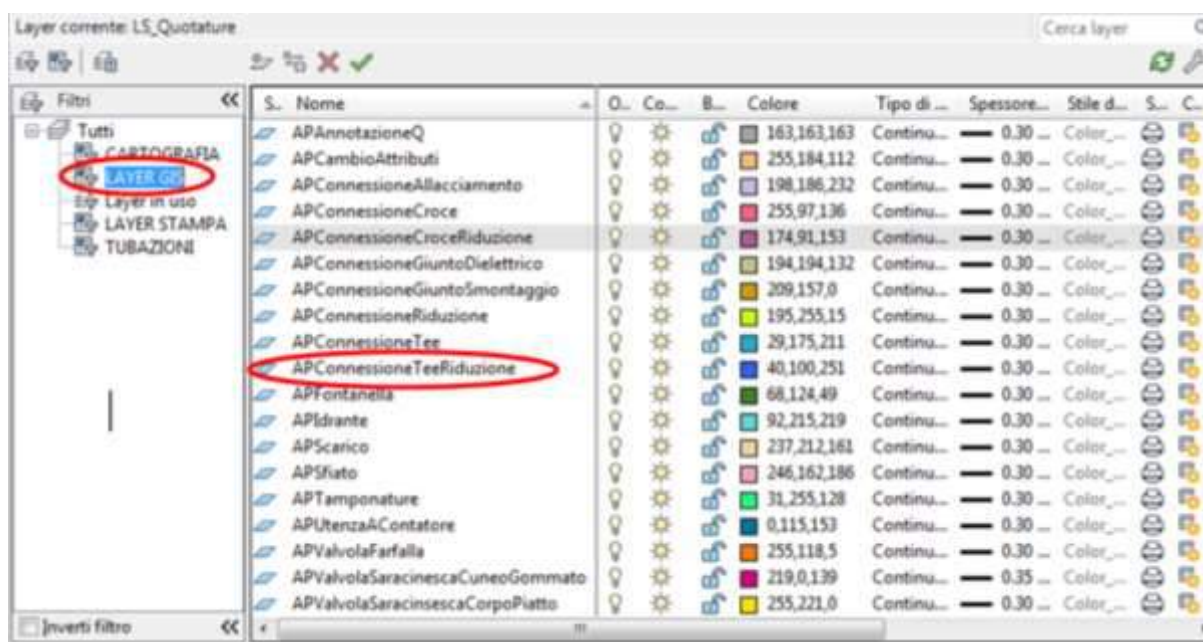 Layer corrente: LS_Quotature
Cerca layer
Filtri
S.. Nome O.. Co... B... Colore Tipo di ... Spessore... Stile d... S... C..
Tutti
CARTOGRAFIA
LAYER GIS
Layer in uso
LAYER STAMPA
TUBAZIONI
APAnnotazioneQ 163,163,163 Continu... 0.30 ... Color_...
APCambioAttributi 255,184,112 Continu... 0.30 ... Color_...
APConnessioneAllacciamento 198,186,232 Continu... 0.30 ... Color_...
APConnessioneCroce 255,97,136 Continu... 0.30 ... Color_...
APConnessioneCroceRiduzione 174,91,153 Continu... 0.30 ... Color_...
APConnessioneGiuntoDielettrico 194,194,132 Continu... 0.30 ... Color_...
APConnessioneGiuntoSmontaggio 209,157,0 Continu... 0.30 ... Color_...
APConnessioneRiduzione 195,255,15 Continu... 0.30 ... Color_...
APConnessioneTee 29,175,211 Continu... 0.30 ... Color_...
APConnessioneTeeRiduzione 40,100,251 Continu... 0.30 ... Color_...
APFontanella 68,124,49 Continu... 0.30 ... Color_...
APIdrante 92,215,219 Continu... 0.30 ... Color_...
APScarico 237,212,161 Continu... 0.30 ... Color_...
APSfiato 246,162,186 Continu... 0.30 ... Color_...
APTamponature 31,255,128 Continu... 0.30 ... Color_...
APUtenzaAContatore 0,115,153 Continu... 0.30 ... Color_...
APValvolaFarfalla 255,118,5 Continu... 0.30 ... Color_...
APValvolaSaracinescaCuneoGommato 219,0,139 Continu... 0.35 ... Color_...
APValvolaSaracinsescaCorpoPiatto 255,221,0 Continu... 0.30 ... Color_...
Inverti filtro